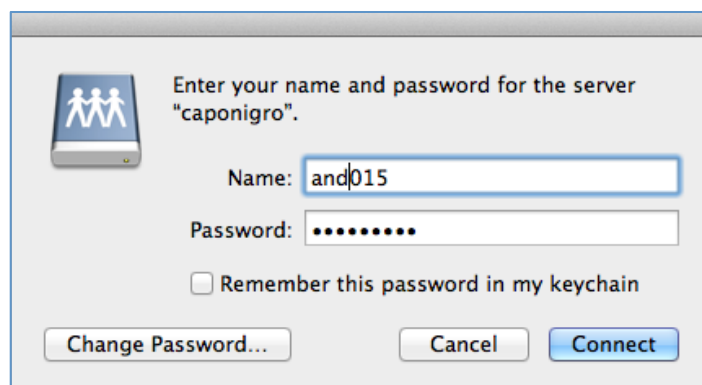 Enter your name and password for the server
“caponigro”.
Name: and015
Password: •••••••••
Remember this password in my keychain
Change Password... Cancel Connect